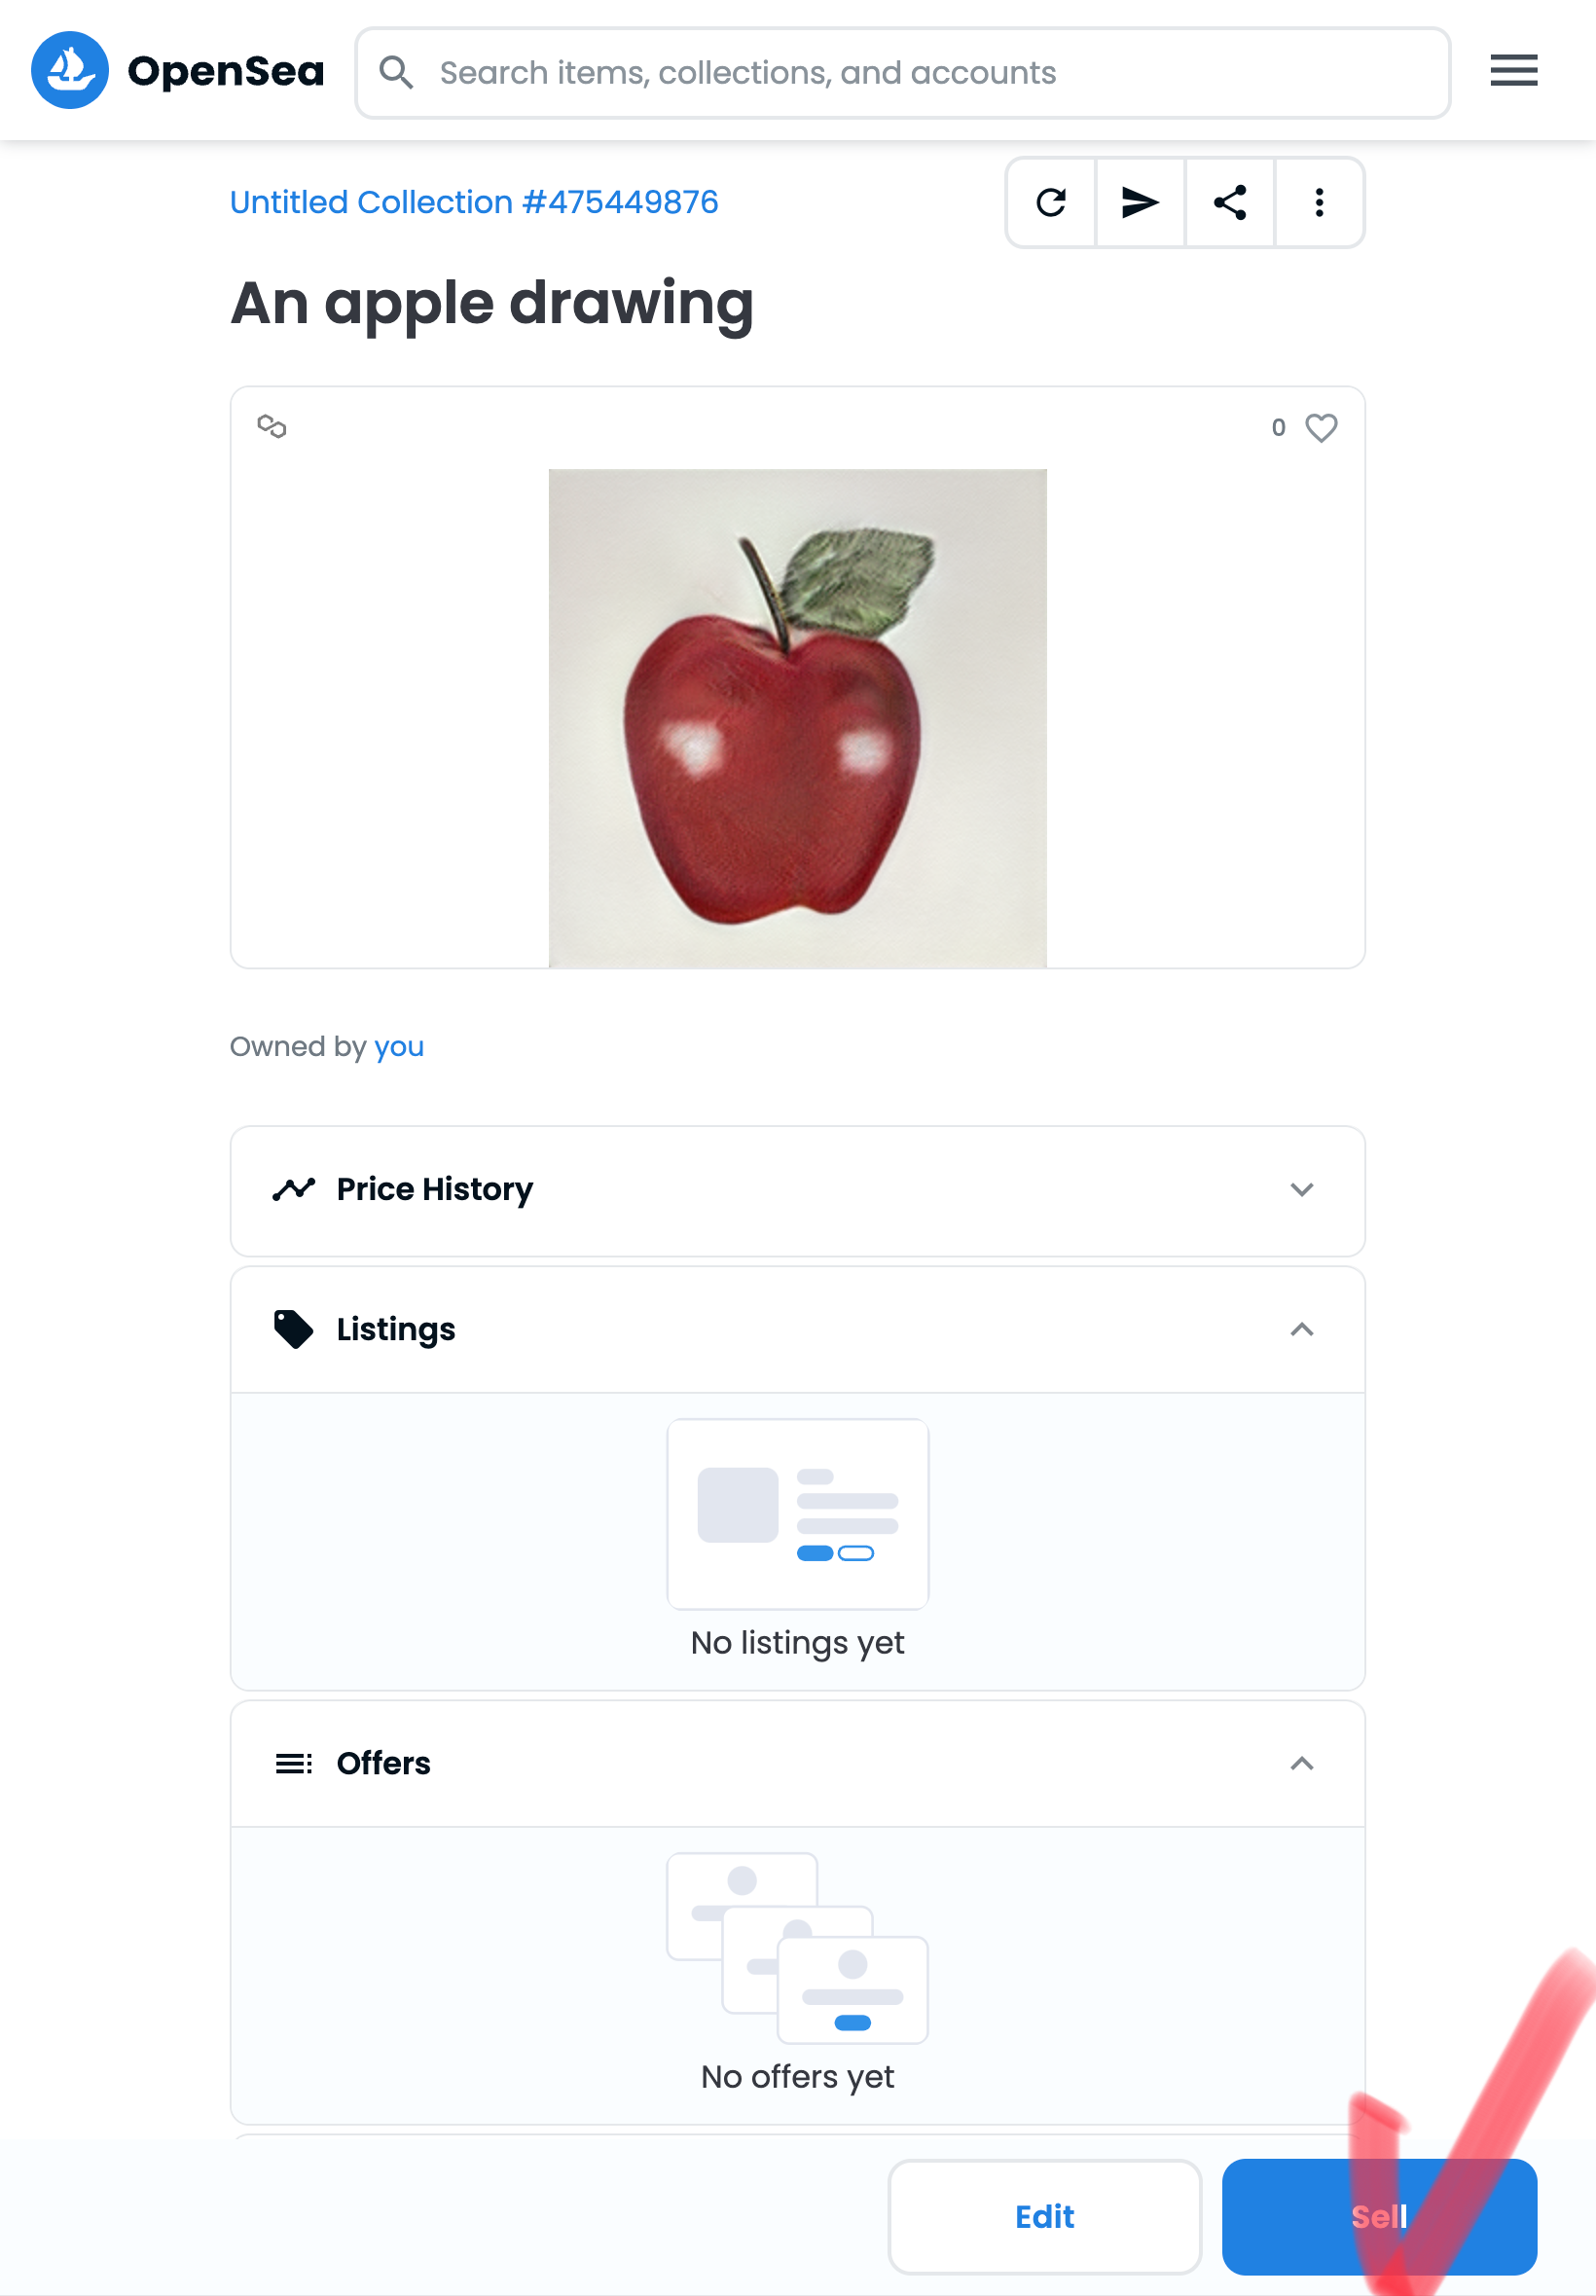 OpenSea
Search items, collections, and accounts
Untitled Collection #475449876
An apple drawing
0
Owned by you
Price History
Listings
No listings yet
Offers
No offers yet
Edit
Sell